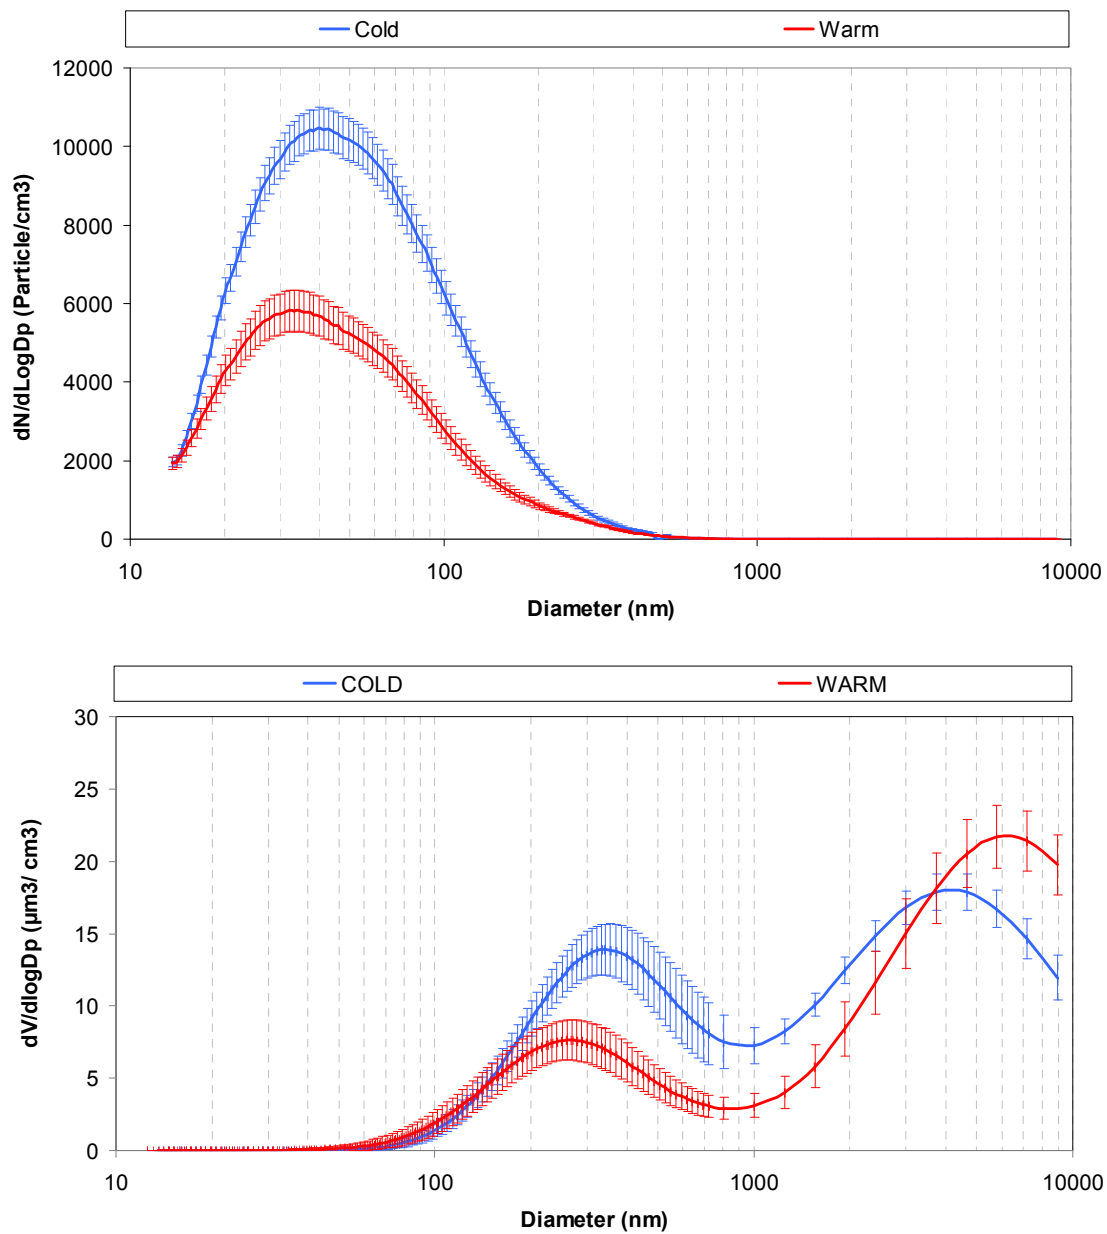 Cold Warm
12000
10000
8000
6000
4000
2000
0
dN/dLogDp (Particle/cm3)
10 100 1000 10000
Diameter (nm)
COLD WARM
30
25
20
15
10
5
0
dV/dlogDp (µm3/ cm3)
10 100 1000 10000
Diameter (nm)